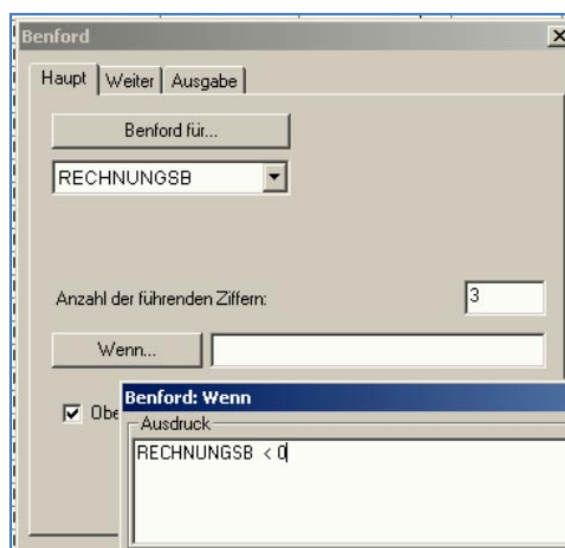 Benford
Haupt Weiter Ausgabe
Benford für...
RECHNUNGSB
Anzahl der führenden Ziffern: 3
Wenn...
Benford: Wenn
Ausdruck
RECHNUNGSB < 0